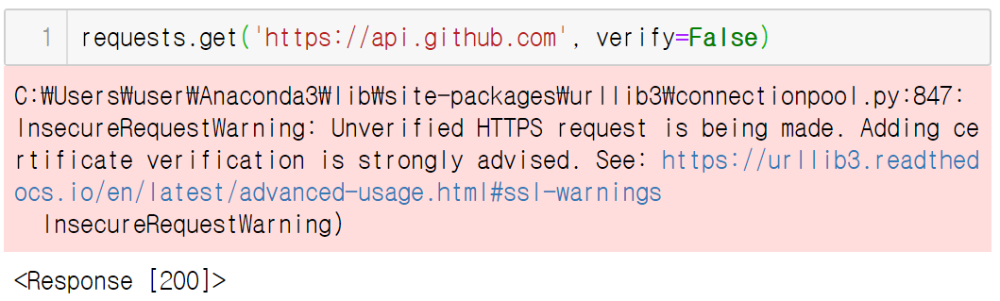 1 requests.get('https://api.github.com', verify=False)
C:₩Users₩user₩Anaconda3₩lib₩site-packages₩urllib3₩connectionpool.py:847:
InsecureRequestWarning: Unverified HTTPS request is being made. Adding ce
rtificate verification is strongly advised. See: https://urllib3.readthed
ocs.io/en/latest/advanced-usage.html#ssl-warnings
  InsecureRequestWarning)
<Response [200]>